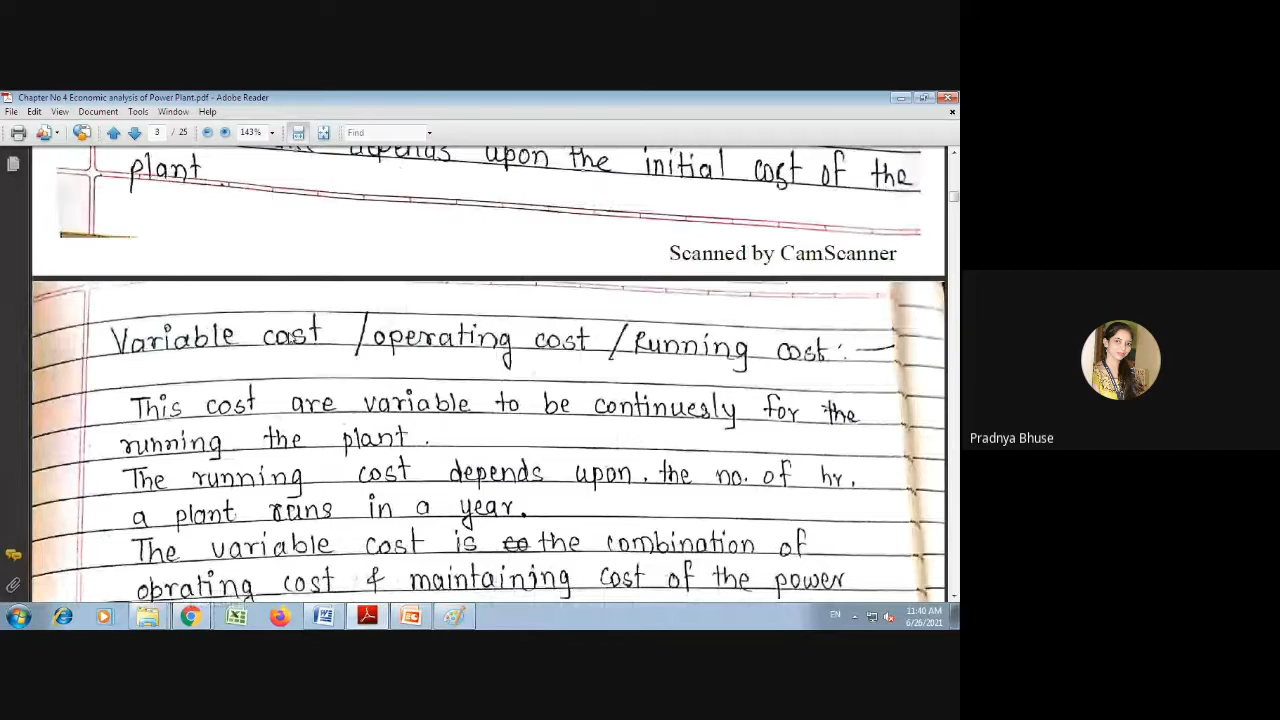 Chapter No 4 Economic analysis of Power Plant.pdf - Adobe Reader
File Edit View Document Tools Window Help
3 / 25 143% Find
depends upon the initial cost of the
plant
Scanned by CamScanner
Variable cast /operating cost /Running cost :—
This cost are variable to be continuesly for the
running the plant.
The running cost depends upon. the no. of hr.
a plant runs in a year.
The variable cost is the combination of
oprating cost & maintaining cost of the power
Pradnya Bhuse
EN
11:40 AM
6/26/2021